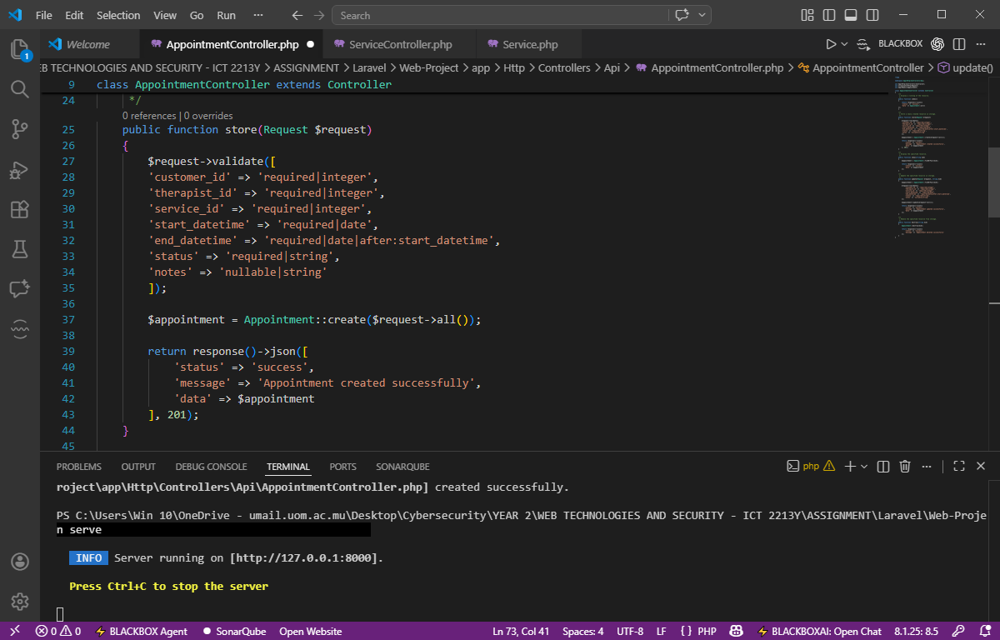 File Edit Selection View Go Run ··· Search
1
Welcome AppointmentController.php ServiceController.php Service.php BLACKBOX
EB TECHNOLOGIES AND SECURITY - ICT 2213Y > ASSIGNMENT > Laravel > Web-Project > app > Http > Controllers > Api > AppointmentController.php > AppointmentController > update()
9 class AppointmentController extends Controller
24 */
0 references | 0 overrides
25 public function store(Request $request)
26 {
27 $request->validate([
28 'customer_id' => 'required|integer',
29 'therapist_id' => 'required|integer',
30 'service_id' => 'required|integer',
31 'start_datetime' => 'required|date',
32 'end_datetime' => 'required|date|after:start_datetime',
33 'status' => 'required|string',
34 'notes' => 'nullable|string'
35 ]);
36
37 $appointment = Appointment::create($request->all());
38
39 return response()->json([
40 'status' => 'success',
41 'message' => 'Appointment created successfully',
42 'data' => $appointment
43 ], 201);
44 }
45
PROBLEMS OUTPUT DEBUG CONSOLE TERMINAL PORTS SONARQUBE php
roject\app\Http\Controllers\Api\AppointmentController.php] created successfully.
PS C:\Users\Win 10\OneDrive - umail.uom.ac.mu\Desktop\Cybersecurity\YEAR 2\WEB TECHNOLOGIES AND SECURITY - ICT 2213Y\ASSIGNMENT\Laravel\Web-Proje
n serve
INFO Server running on [http://127.0.0.1:8000].
Press Ctrl+C to stop the server
0 0 BLACKBOX Agent SonarQube Open Website Ln 73, Col 41 Spaces: 4 UTF-8 LF {} PHP BLACKBOXAI: Open Chat 8.1.25: 8.5